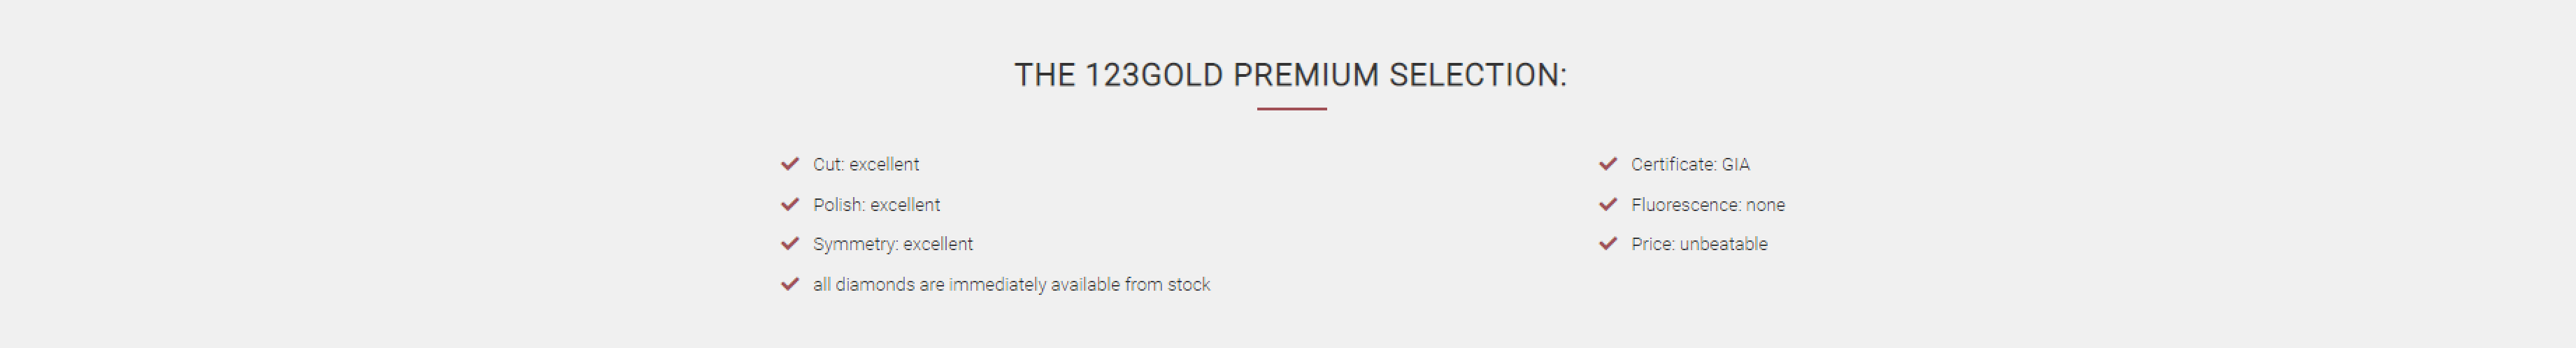 THE 123GOLD PREMIUM SELECTION:
Cut: excellent
Polish: excellent
Symmetry: excellent
all diamonds are immediately available from stock
Certificate: GIA
Fluorescence: none
Price: unbeatable